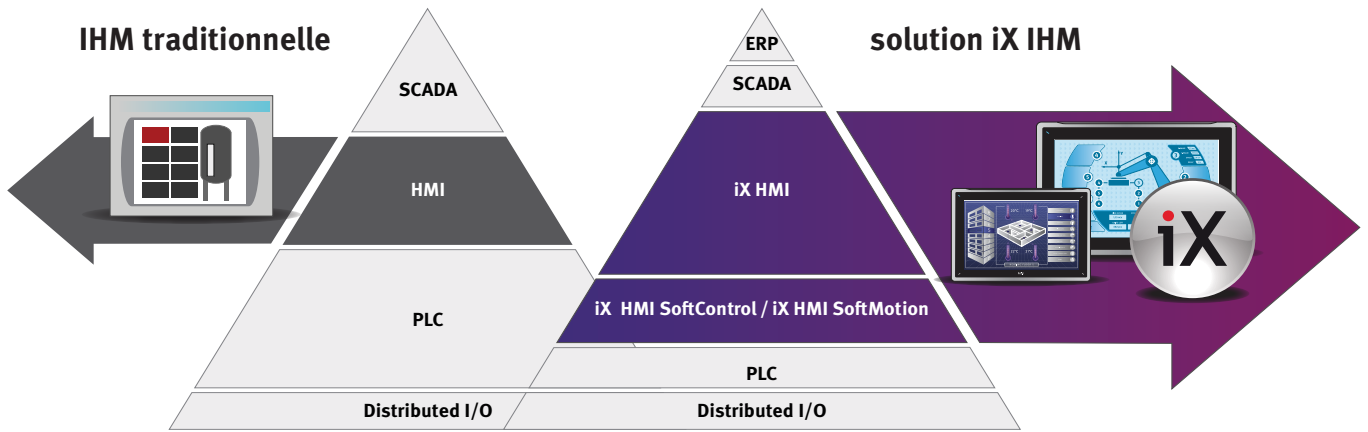 IHM traditionnelle
solution iX IHM
SCADA
HMI
PLC
Distributed I/O
ERP
SCADA
iX HMI
iX HMI SoftControl / iX HMI SoftMotion
PLC
Distributed I/O
iX